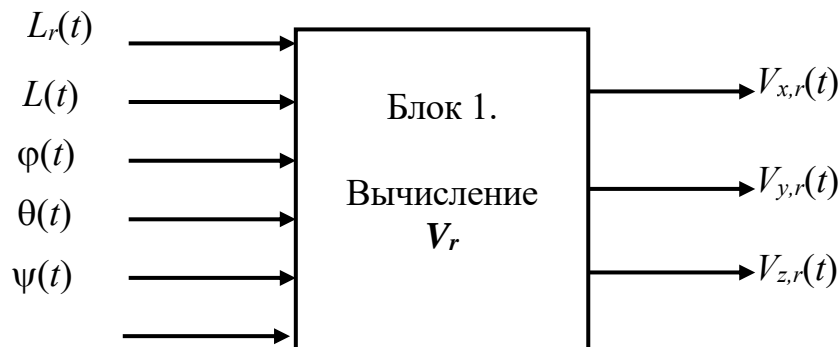 Lr(t)
L(t)
φ(t)
θ(t)
ψ(t)
Блок 1.
Вычисление
Vr
Vx,r(t)
Vy,r(t)
Vz,r(t)